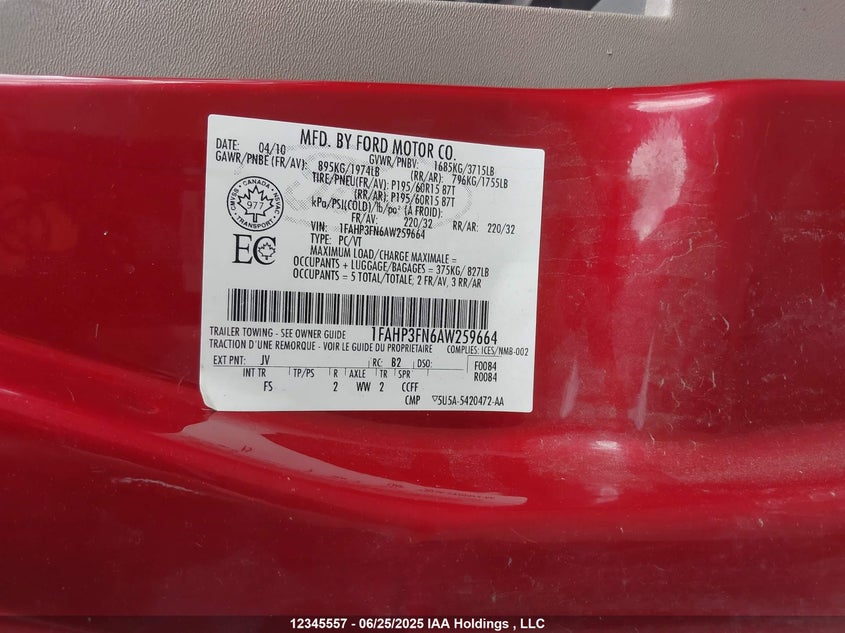 MFD. BY FORD MOTOR CO.
DATE: 04/10 GVWR/PNBV: 1685KG/3715LB
GAWR/PNBE (FR/AV): 895KG/1974LB (RR/AR): 796KG/1755LB
TIRE/PNEU(FR/AV): P195/60R15 87T
(RR/AR): P195/60R15 87T
kPa/PSI(COLD)/lb/po² (A FROID):
FR/AV: 220/32 RR/AR: 220/32
VIN: 1FAHP3FN6AW259664
TYPE: PC/VT
MAXIMUM LOAD/CHARGE MAXIMALE =
OCCUPANTS + LUGGAGE/BAGAGES = 375KG/ 827LB
OCCUPANTS = 5 TOTAL/TOTALE, 2 FR/AV, 3 RR/AR
CMVSS CANADA NSVAC
977
TRANSPORT
EC
1FAHP3FN6AW259664
TRAILER TOWING - SEE OWNER GUIDE
TRACTION D'UNE REMORQUE - VOIR LE GUIDE DU PROPRIETAIRE COMPLIES: ICES/NMB-002
EXT PNT: JV RC: B2 DSO: F0084
R0084
INT TR TP/PS R AXLE TR SPR
FS 2 WW 2 CCFF
CMP 5U5A-5420472-AA
12345557 - 06/25/2025 IAA Holdings , LLC